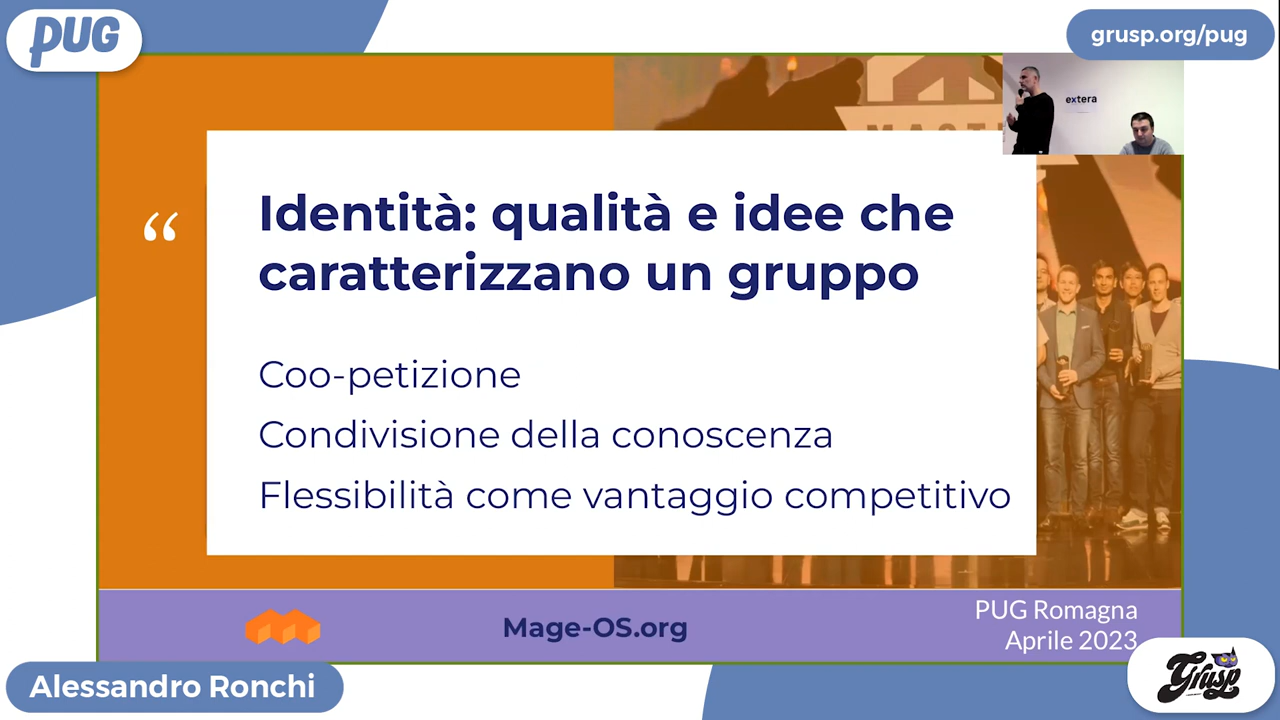 PUG
grusp.org/pug
extera
“
Identità: qualità e idee che
caratterizzano un gruppo
Coo-petizione
Condivisione della conoscenza
Flessibilità come vantaggio competitivo
Mage-OS.org
PUG Romagna
Aprile 2023
Alessandro Ronchi
Grusp